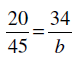 20/45 = 34/b